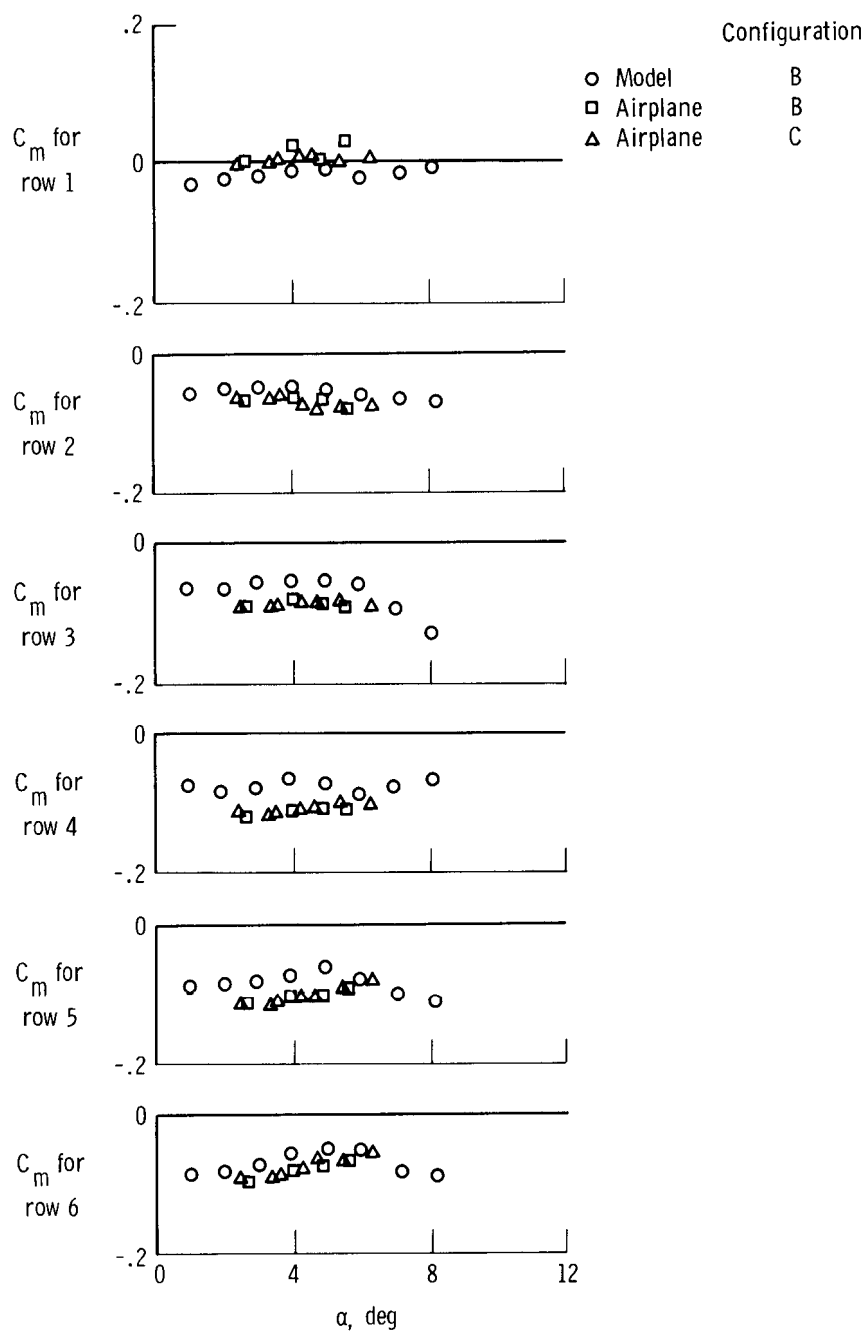 Configuration
Model B
Airplane B
Airplane C
.2
C_m for
row 1
0
-.2
0
C_m for
row 2
-.2
0
C_m for
row 3
-.2
0
C_m for
row 4
-.2
0
C_m for
row 5
-.2
0
C_m for
row 6
-.2
0 4 8 12
α, deg